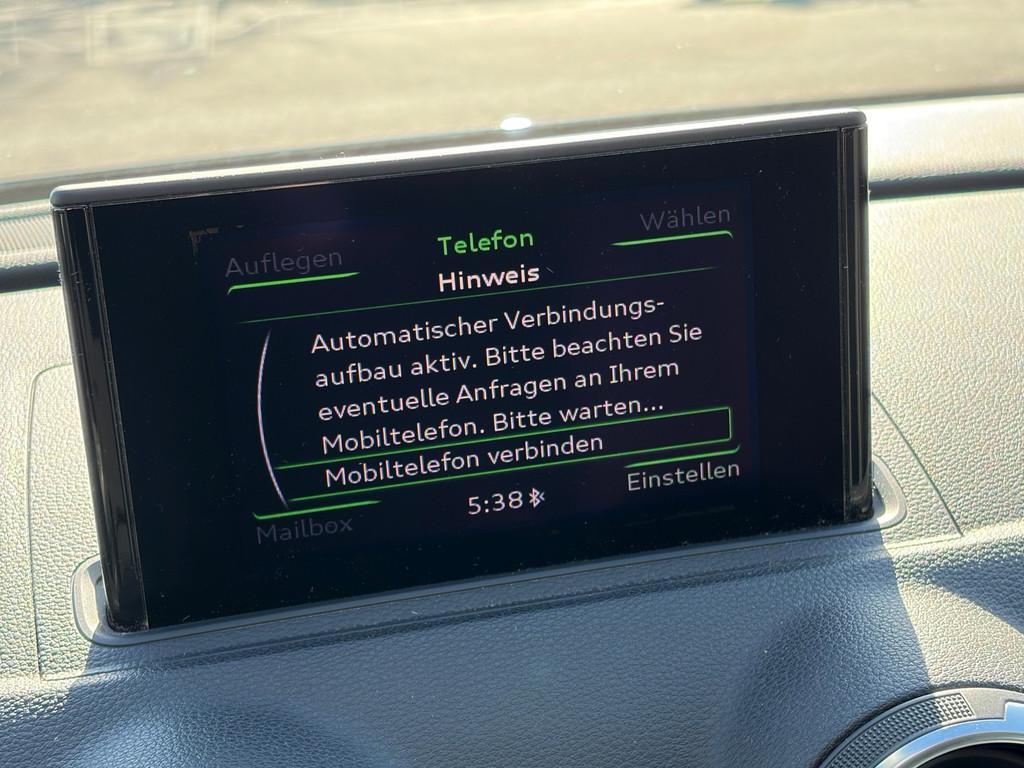 Auflegen
Telefon
Wählen
Hinweis
Automatischer Verbindungs-
aufbau aktiv. Bitte beachten Sie
eventuelle Anfragen an Ihrem
Mobiltelefon. Bitte warten...
Mobiltelefon verbinden
Mailbox
5:38
Einstellen